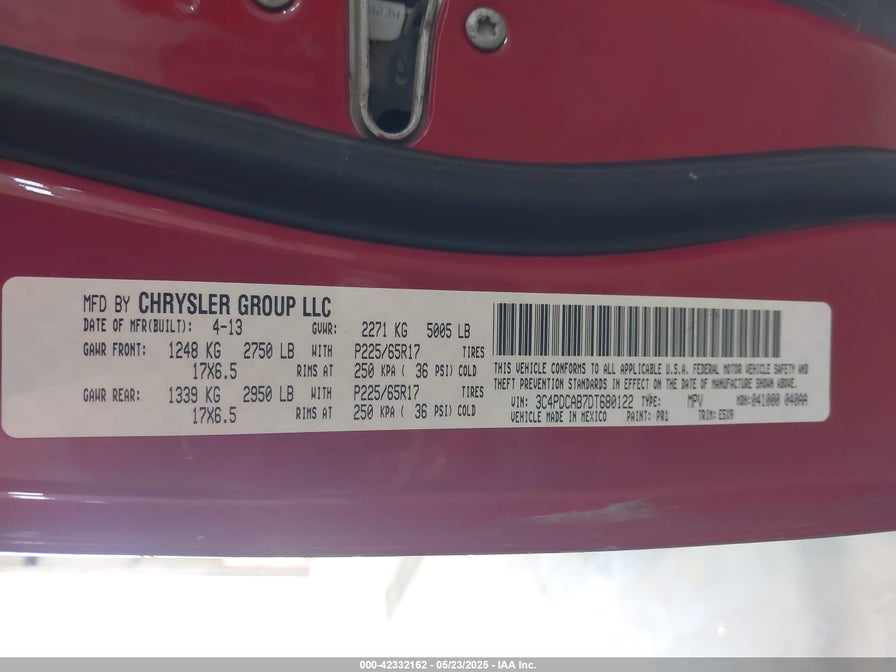 MFD BY CHRYSLER GROUP LLC
DATE OF MFR(BUILT): 4-13 GVWR: 2271 KG 5005 LB
GAWR FRONT: 1248 KG 2750 LB WITH P225/65R17 TIRES
17X6.5 RIMS AT 250 KPA ( 36 PSI) COLD
GAWR REAR: 1339 KG 2950 LB WITH P225/65R17 TIRES
17X6.5 RIMS AT 250 KPA ( 36 PSI) COLD
THIS VEHICLE CONFORMS TO ALL APPLICABLE U.S.A. FEDERAL MOTOR VEHICLE SAFETY AND
THEFT PREVENTION STANDARDS IN EFFECT ON THE DATE OF MANUFACTURE SHOWN ABOVE.
VIN: 3C4PDCAB7DT680122 TYPE: MPV MDH: 041000 040AA
VEHICLE MADE IN MEXICO PAINT: PR1 TRIM: E5X9
000-42332162 - 05/23/2025 - IAA Inc.